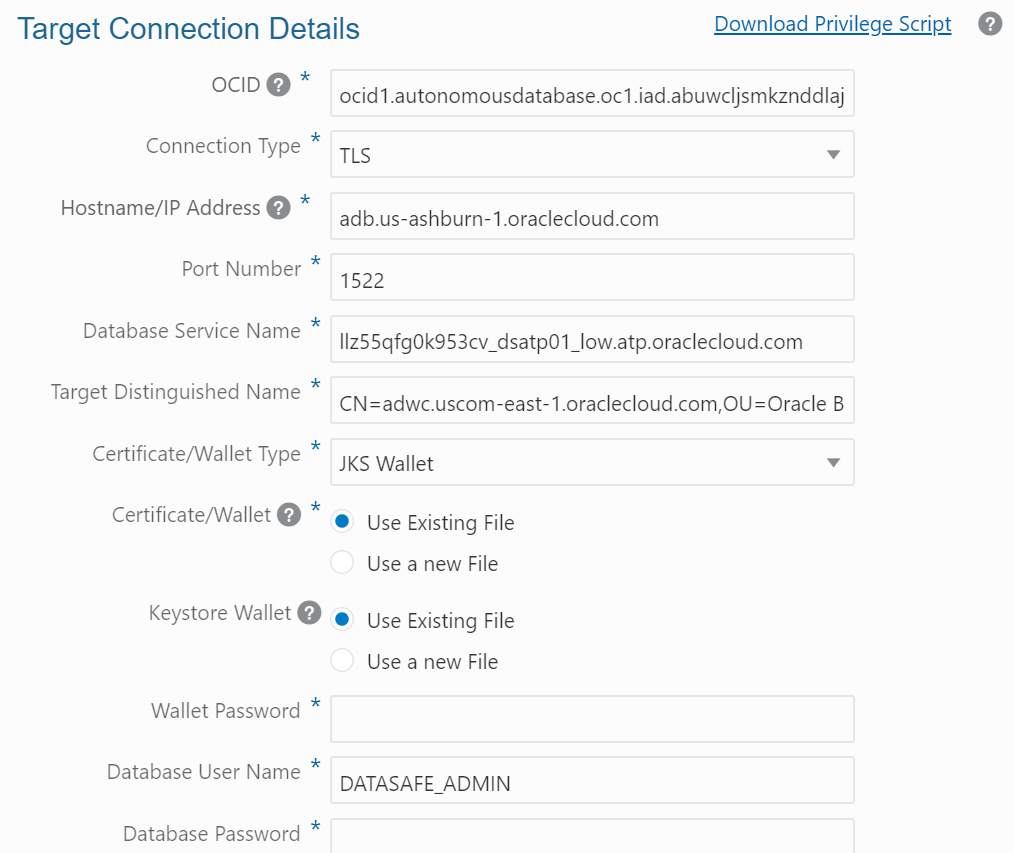 Target Connection Details
Download Privilege Script ?
OCID ? * ocid1.autonomousdatabase.oc1.iad.abuwcljsmkznddlaj
Connection Type * TLS
Hostname/IP Address ? * adb.us-ashburn-1.oraclecloud.com
Port Number * 1522
Database Service Name * llz55qfg0k953cv_dsatp01_low.atp.oraclecloud.com
Target Distinguished Name * CN=adwc.uscom-east-1.oraclecloud.com,OU=Oracle B
Certificate/Wallet Type * JKS Wallet
Certificate/Wallet ? * Use Existing File
Use a new File
Keystore Wallet ? Use Existing File
Use a new File
Wallet Password *
Database User Name * DATASAFE_ADMIN
Database Password *